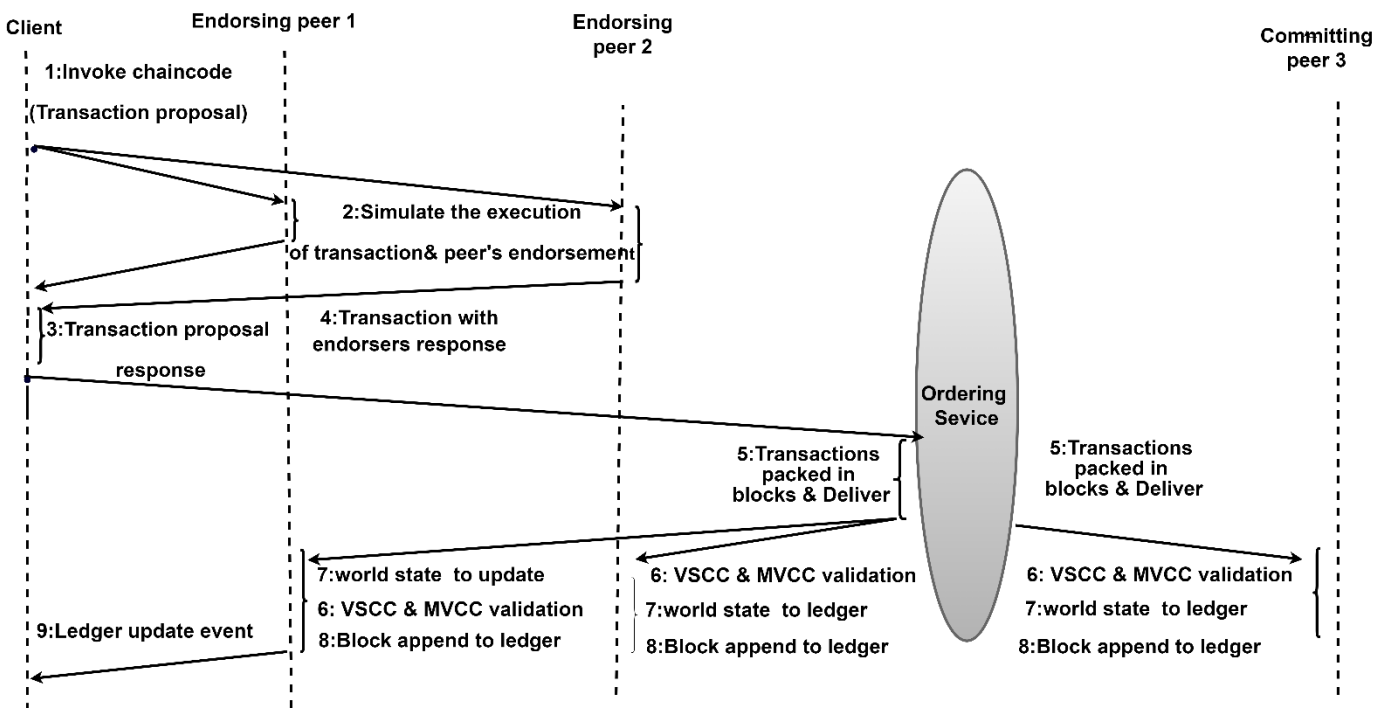 Client
Endorsing peer 1
Endorsing
peer 2
Committing
peer 3
1:Invoke chaincode
(Transaction proposal)
2:Simulate the execution
of transaction& peer's endorsement
3:Transaction proposal
response
4:Transaction with
endorsers response
Ordering
Sevice
5:Transactions
packed in
blocks & Deliver
5:Transactions
packed in
blocks & Deliver
7:world state to update
6: VSCC & MVCC validation
8:Block append to ledger
6: VSCC & MVCC validation
7:world state to ledger
8:Block append to ledger
6: VSCC & MVCC validation
7:world state to ledger
8:Block append to ledger
9:Ledger update event